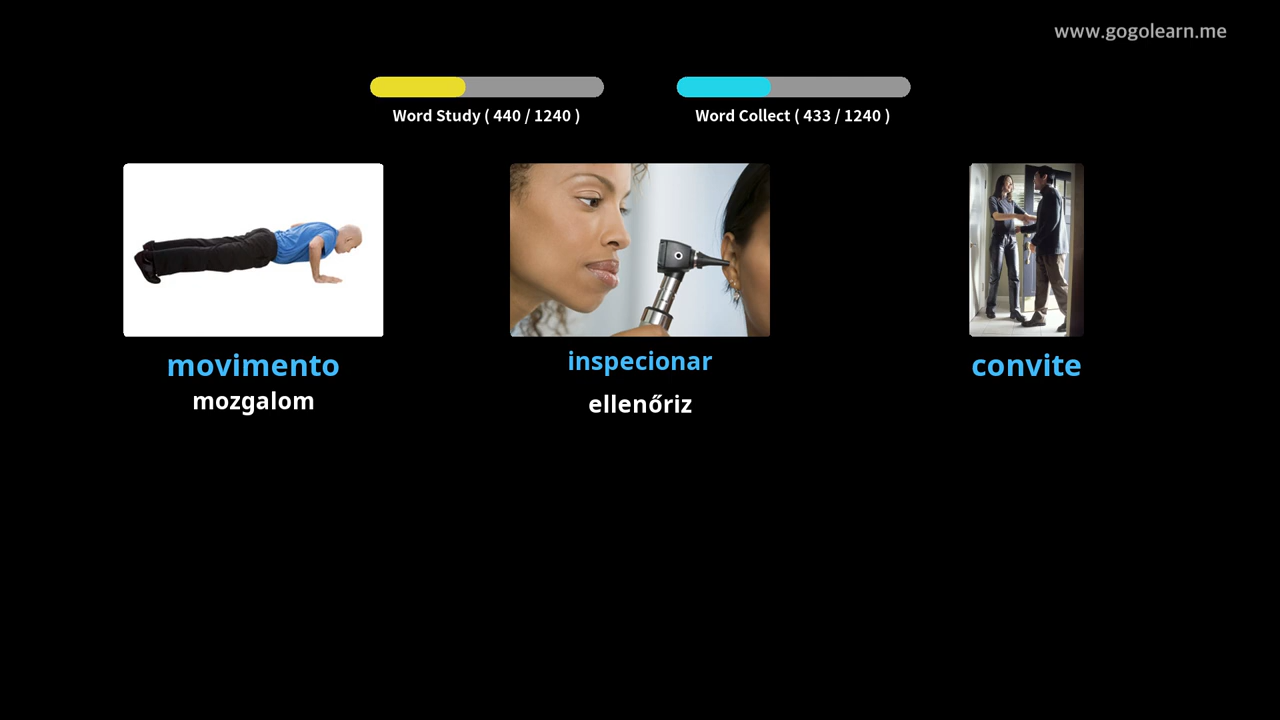 www.gogolearn.me
Word Study ( 440 / 1240 )
Word Collect ( 433 / 1240 )
movimento
mozgalom
inspecionar
ellenőriz
convite